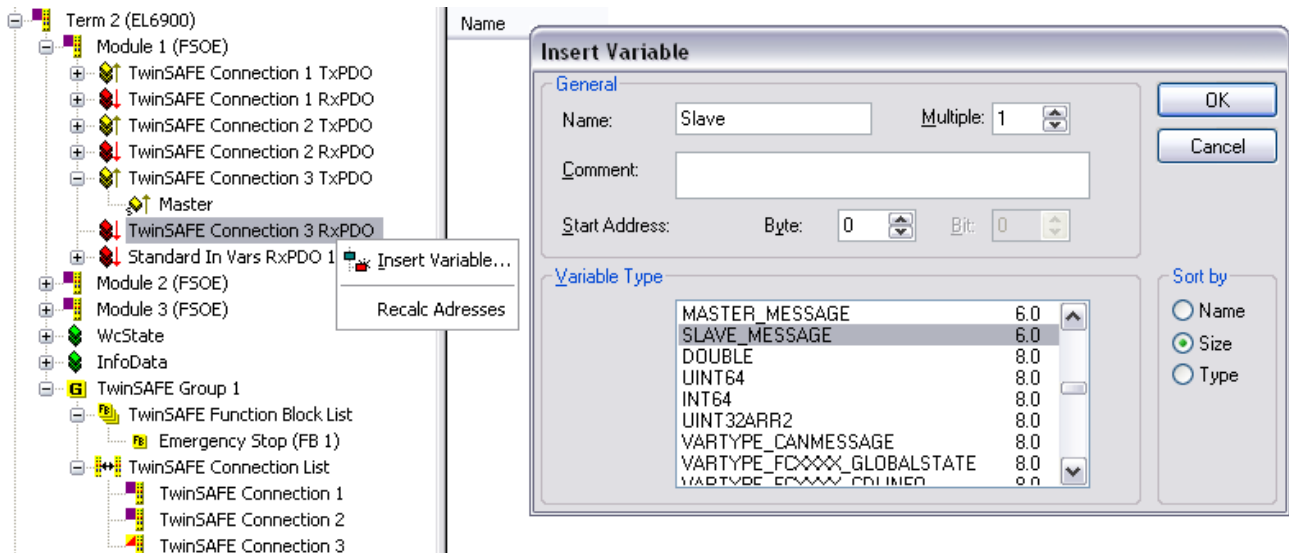 Term 2 (EL6900)
Module 1 (FSOE)
TwinSAFE Connection 1 TxPDO
TwinSAFE Connection 1 RxPDO
TwinSAFE Connection 2 TxPDO
TwinSAFE Connection 2 RxPDO
TwinSAFE Connection 3 TxPDO
Master
TwinSAFE Connection 3 RxPDO
Standard In Vars RxPDO 1
Module 2 (FSOE)
Module 3 (FSOE)
WcState
InfoData
G TwinSAFE Group 1
FB TwinSAFE Function Block List
FB Emergency Stop (FB 1)
TwinSAFE Connection List
TwinSAFE Connection 1
TwinSAFE Connection 2
TwinSAFE Connection 3
Insert Variable...
Recalc Adresses
Name
Insert Variable
General
Name: Slave Multiple: 1
Comment:
Start Address: Byte: 0 Bit: 0
OK
Cancel
Variable Type
MASTER_MESSAGE 6.0
SLAVE_MESSAGE 6.0
DOUBLE 8.0
UINT64 8.0
INT64 8.0
UINT32ARR2 8.0
VARTYPE_CANMESSAGE 8.0
VARTYPE_FCXXXX_GLOBALSTATE 8.0
Sort by
Name
Size
Type